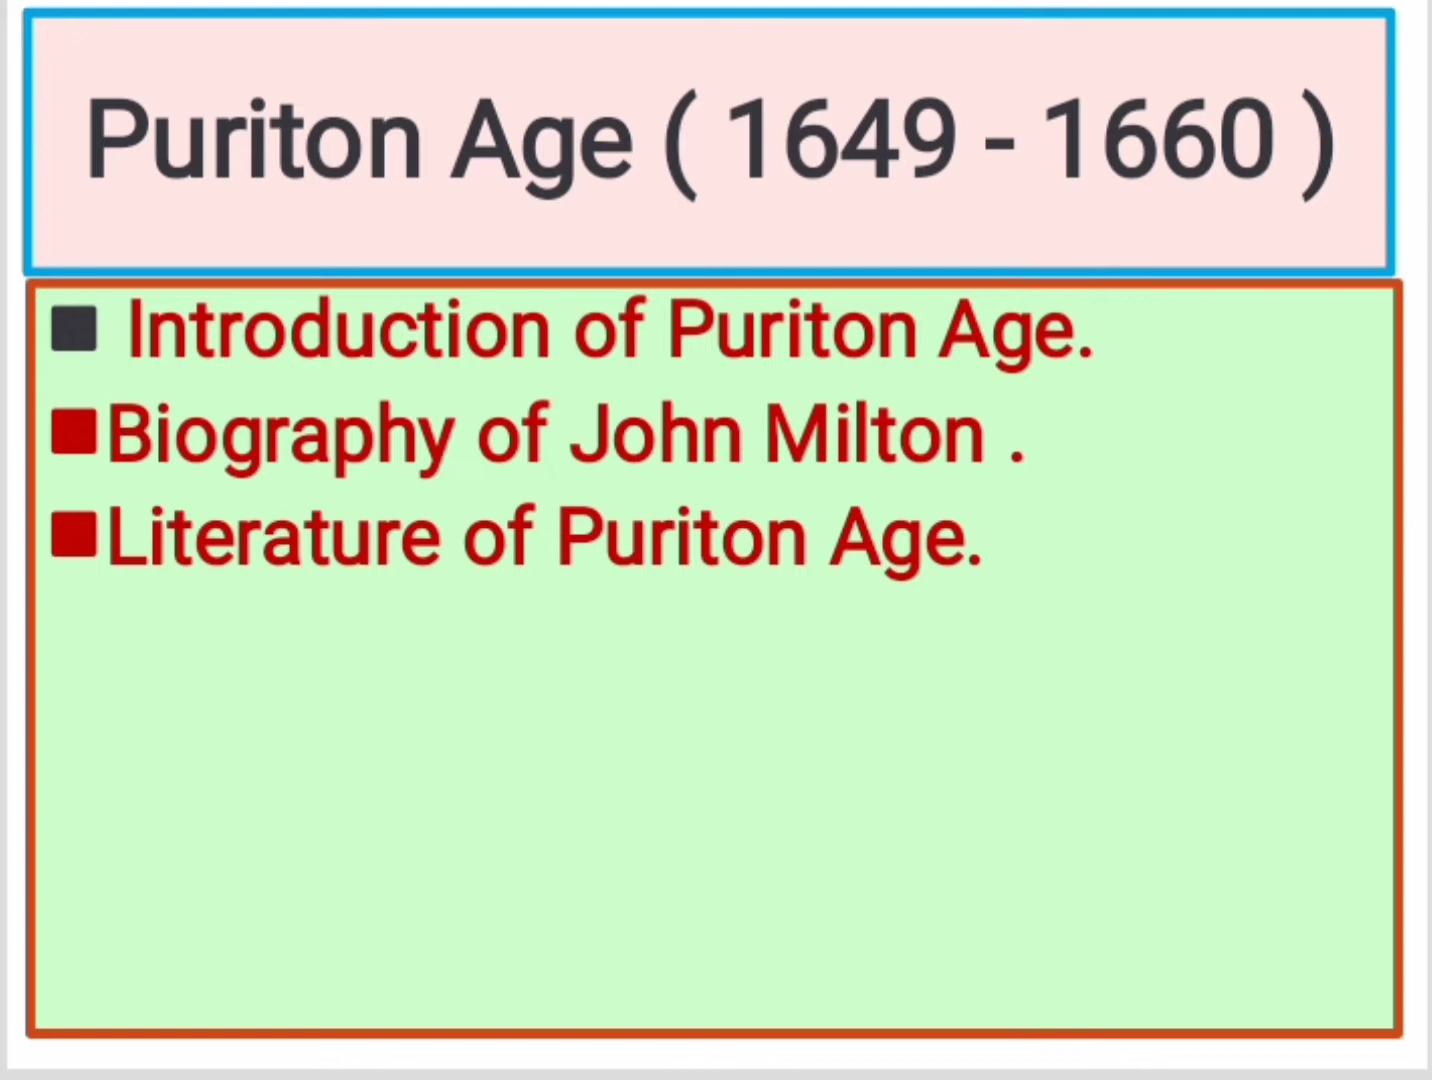 Puriton Age ( 1649 - 1660 )
■ Introduction of Puriton Age.
■Biography of John Milton .
■Literature of Puriton Age.